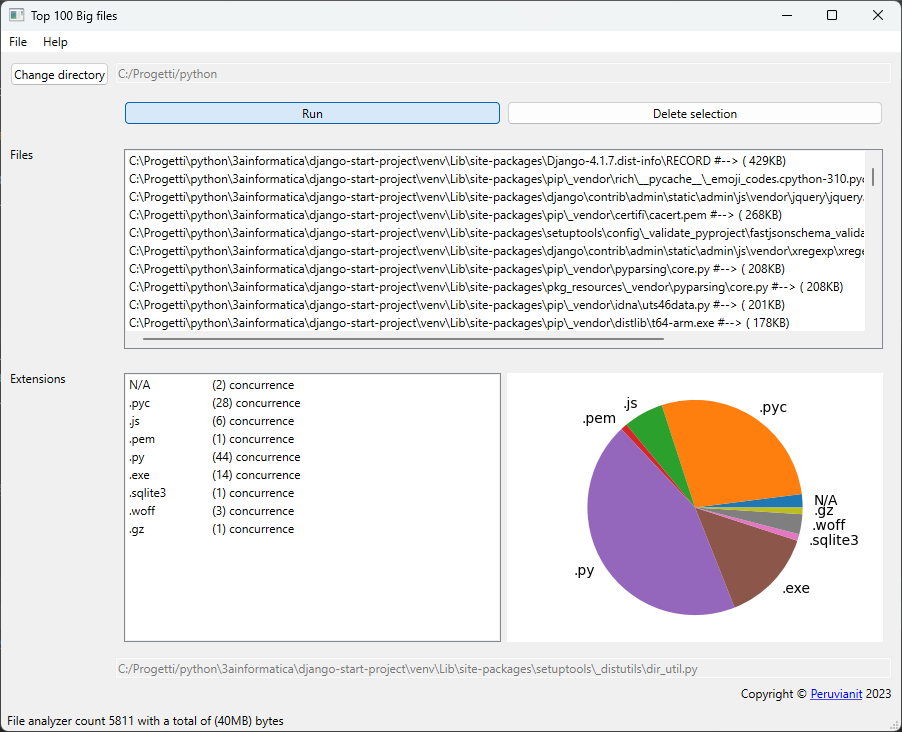 Top 100 Big files
File Help
Change directory C:/Progetti/python
Run Delete selection
Files
C:\Progetti\python\3ainformatica\django-start-project\venv\Lib\site-packages\Django-4.1.7.dist-info\RECORD #--> ( 429KB)
C:\Progetti\python\3ainformatica\django-start-project\venv\Lib\site-packages\pip\_vendor\rich\__pycache__\_emoji_codes.cpython-310.pyc
C:\Progetti\python\3ainformatica\django-start-project\venv\Lib\site-packages\django\contrib\admin\static\admin\js\vendor\jquery\jquery.
C:\Progetti\python\3ainformatica\django-start-project\venv\Lib\site-packages\pip\_vendor\certifi\cacert.pem #--> ( 268KB)
C:\Progetti\python\3ainformatica\django-start-project\venv\Lib\site-packages\setuptools\config\_validate_pyproject\fastjsonschema_valida
C:\Progetti\python\3ainformatica\django-start-project\venv\Lib\site-packages\django\contrib\admin\static\admin\js\vendor\xregexp\xrege
C:\Progetti\python\3ainformatica\django-start-project\venv\Lib\site-packages\pip\_vendor\pyparsing\core.py #--> ( 208KB)
C:\Progetti\python\3ainformatica\django-start-project\venv\Lib\site-packages\pkg_resources\_vendor\pyparsing\core.py #--> ( 208KB)
C:\Progetti\python\3ainformatica\django-start-project\venv\Lib\site-packages\pip\_vendor\idna\uts46data.py #--> ( 201KB)
C:\Progetti\python\3ainformatica\django-start-project\venv\Lib\site-packages\pip\_vendor\distlib\t64-arm.exe #--> ( 178KB)
Extensions
N/A (2) concurrence
.pyc (28) concurrence
.js (6) concurrence
.pem (1) concurrence
.py (44) concurrence
.exe (14) concurrence
.sqlite3 (1) concurrence
.woff (3) concurrence
.gz (1) concurrence
.js
.pyc
.pem
N/A
.gz
.woff
.sqlite3
.py
.exe
C:/Progetti/python\3ainformatica\django-start-project\venv\Lib\site-packages\setuptools\_distutils\dir_util.py
Copyright © Peruvianit 2023
File analyzer count 5811 with a total of (40MB) bytes